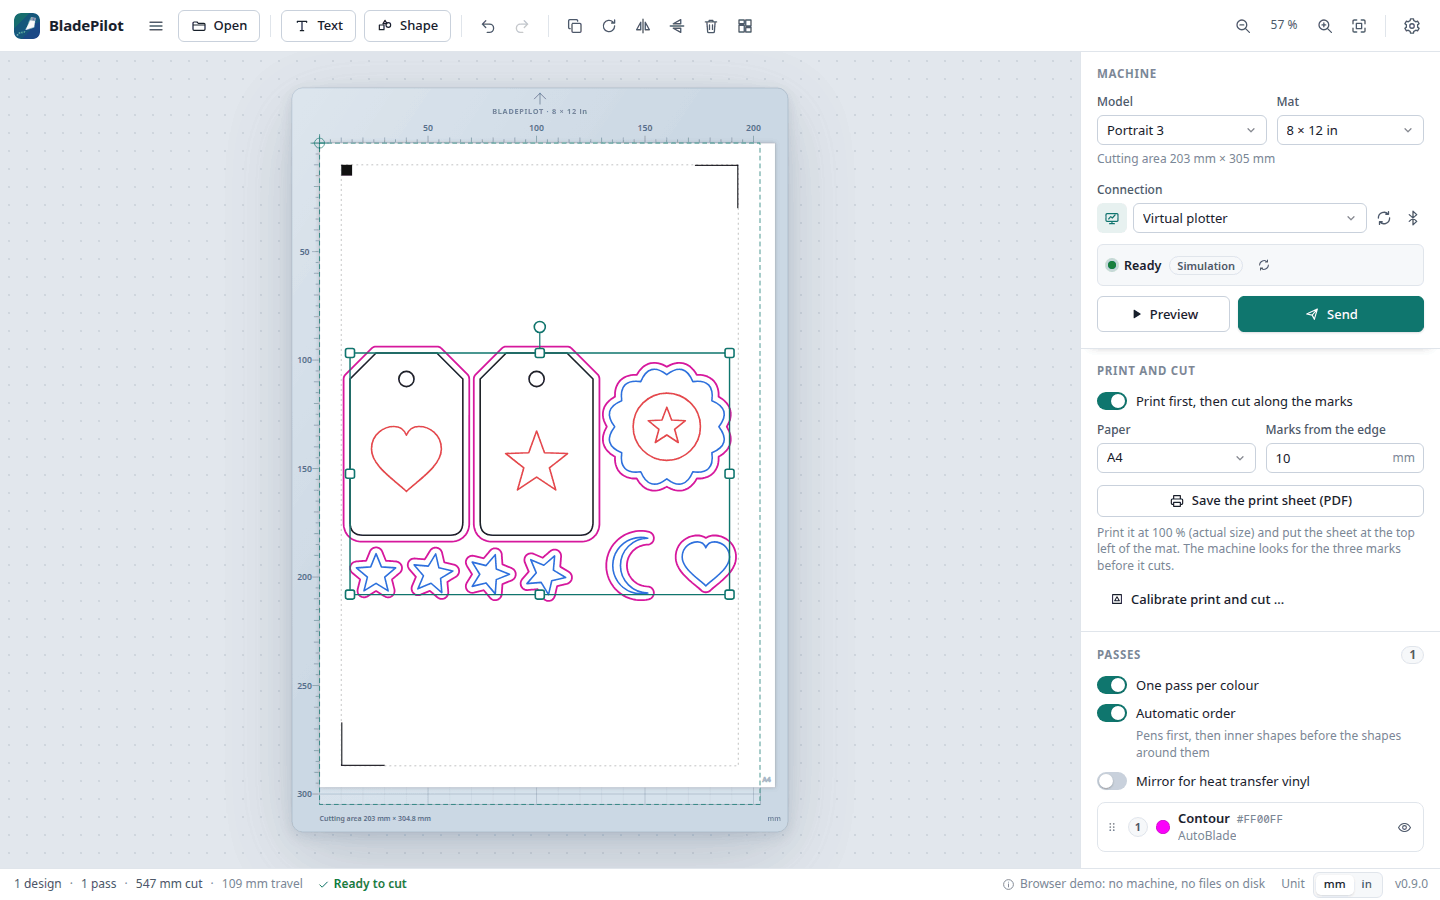 BladePilot
Open
Text
Shape
57 %
BLADEPILOT · 8 × 12 in
50 100 150 200
50
100
150
200
250
300
A4
Cutting area 203 mm × 304.8 mm
mm
MACHINE
Model Mat
Portrait 3 8 × 12 in
Cutting area 203 mm × 305 mm
Connection
Virtual plotter
Ready Simulation
Preview Send
PRINT AND CUT
Print first, then cut along the marks
Paper Marks from the edge
A4 10 mm
Save the print sheet (PDF)
Print it at 100 % (actual size) and put the sheet at the top
left of the mat. The machine looks for the three marks
before it cuts.
Calibrate print and cut ...
PASSES 1
One pass per colour
Automatic order
Pens first, then inner shapes before the shapes
around them
Mirror for heat transfer vinyl
1 Contour #FF00FF
AutoBlade
1 design · 1 pass · 547 mm cut · 109 mm travel Ready to cut
Browser demo: no machine, no files on disk Unit mm in v0.9.0